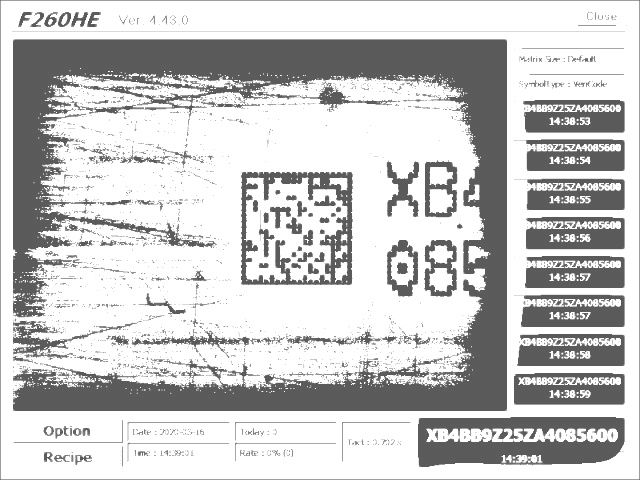 F260HE Ver. 4.43.0 Close
Matrix Size : Default
SymbolType : VeriCode
XB4BB9Z25ZA4085600
14:38:53
XB4BB9Z25ZA4085600
14:38:54
XB4BB9Z25ZA4085600
14:38:55
XB4BB9Z25ZA4085600
14:38:56
XB4BB9Z25ZA4085600
14:38:57
XB4BB9Z25ZA4085600
14:38:57
XB4BB9Z25ZA4085600
14:38:58
XB4BB9Z25ZA4085600
14:38:59
XB4
085
Option
Recipe
Date : 2020-03-16
Time : 14:39:01
Today : 0
Rate : 0% (0)
Tact : 0.702 s
XB4BB9Z25ZA4085600
14:39:01